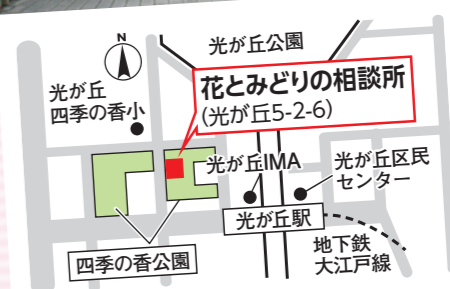 N
光が丘公園
光が丘
四季の香小
花とみどりの相談所
(光が丘5-2-6)
光が丘IMA
光が丘区民
センター
光が丘駅
地下鉄
大江戸線
四季の香公園